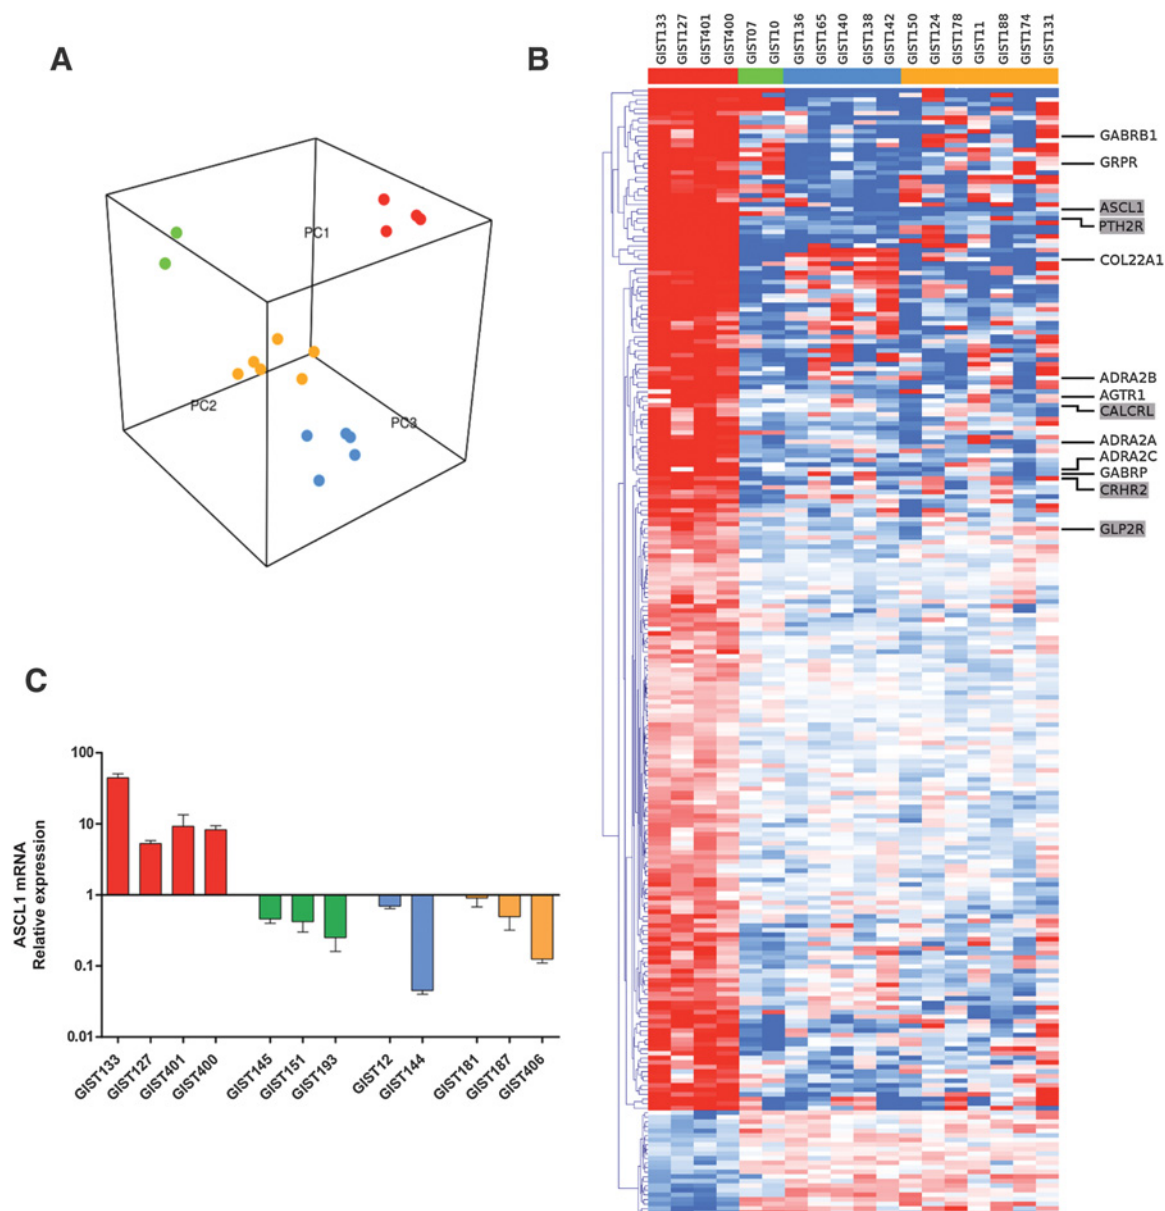 A
PC1
PC2
PC3
B
GIST133
GIST127
GIST401
GIST400
GIST07
GIST10
GIST136
GIST165
GIST140
GIST138
GIST142
GIST150
GIST124
GIST178
GIST11
GIST188
GIST174
GIST131
GABRB1
GRPR
ASCL1
PTH2R
COL22A1
ADRA2B
AGTR1
CALCRL
ADRA2A
ADRA2C
GABRP
CRHR2
GLP2R
C
ASCL1 mRNA
Relative expression
100
10
1
0.1
0.01
GIST133
GIST127
GIST401
GIST400
GIST145
GIST151
GIST193
GIST12
GIST144
GIST181
GIST187
GIST406